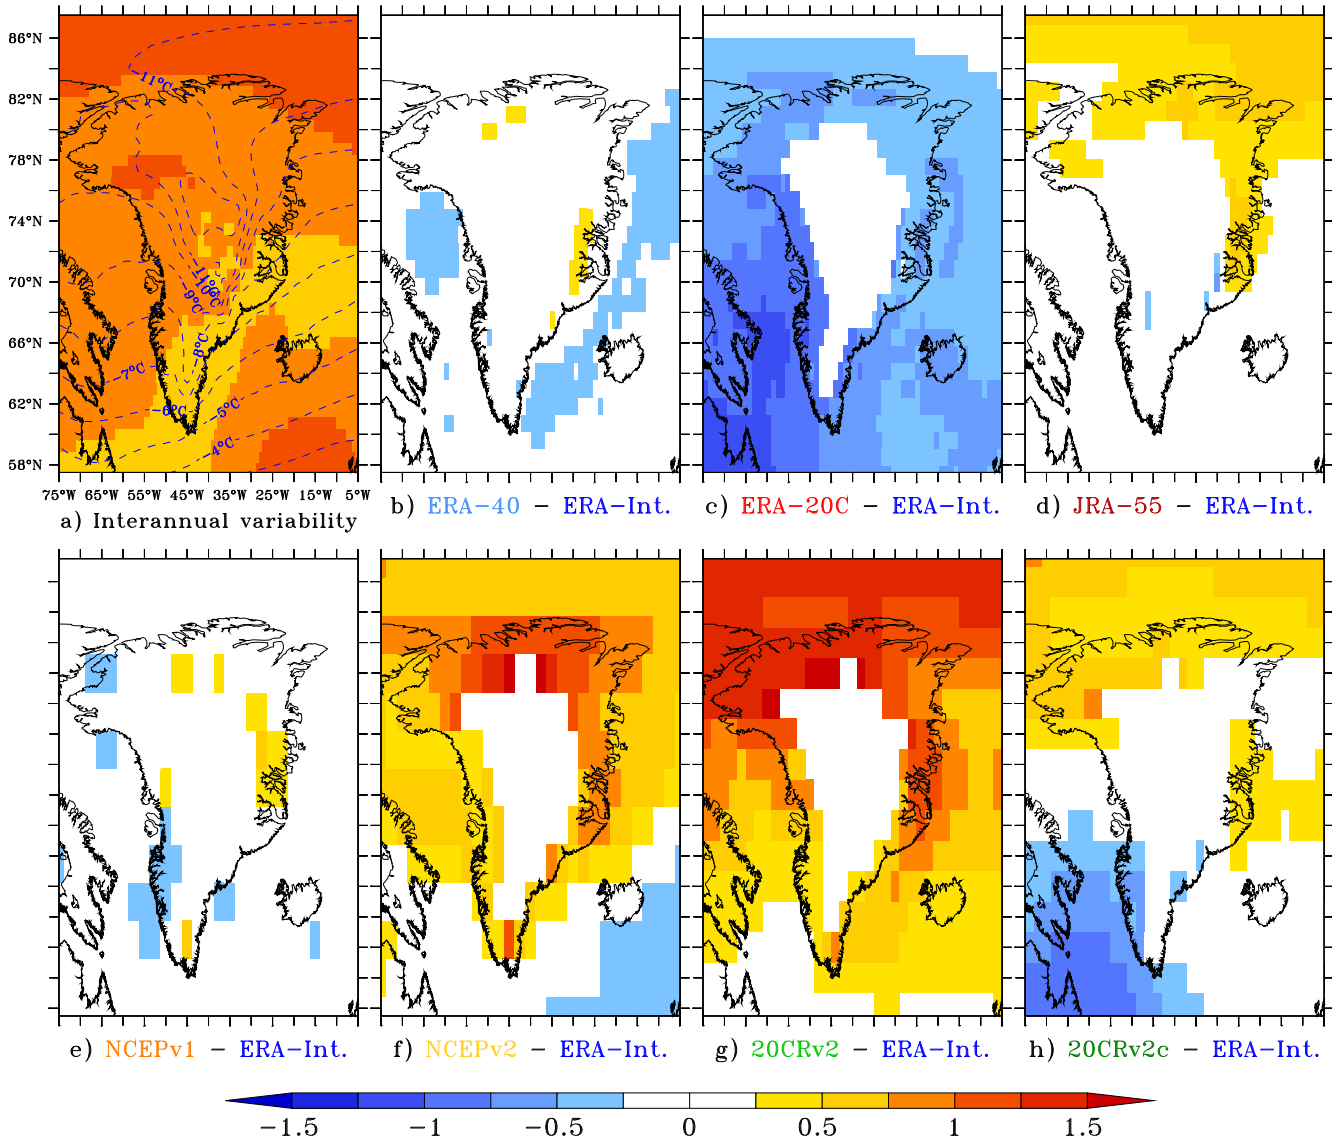 86°N
82°N
78°N
74°N
70°N
66°N
62°N
58°N
75°W 65°W 55°W 45°W 35°W 25°W 15°W 5°W
−11°C
−11°C
−10°C
−9°C
−8°C
−7°C
−6°C
−5°C
−4°C
a) Interannual variability
b) ERA−40 − ERA−Int.
c) ERA−20C − ERA−Int.
d) JRA−55 − ERA−Int.
e) NCEPv1 − ERA−Int.
f) NCEPv2 − ERA−Int.
g) 20CRv2 − ERA−Int.
h) 20CRv2c − ERA−Int.
−1.5 −1 −0.5 0 0.5 1 1.5